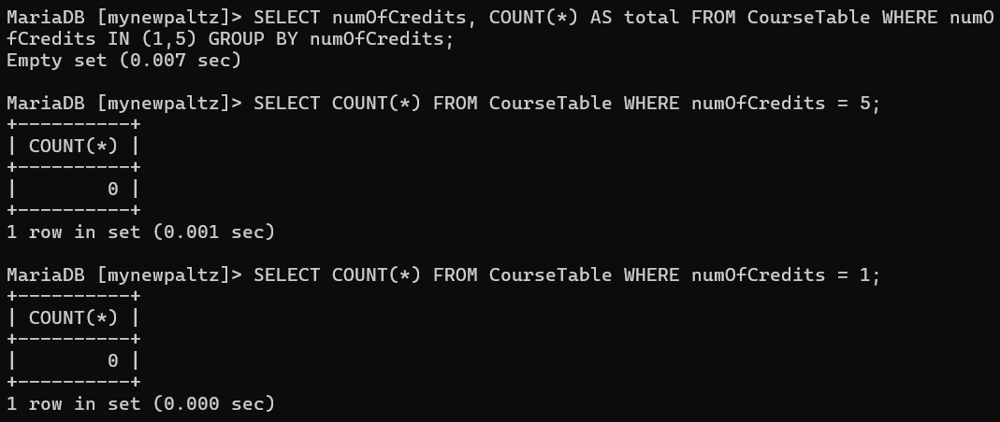 MariaDB [mynewpaltz]> SELECT numOfCredits, COUNT(*) AS total FROM CourseTable WHERE numO
fCredits IN (1,5) GROUP BY numOfCredits;
Empty set (0.007 sec)

MariaDB [mynewpaltz]> SELECT COUNT(*) FROM CourseTable WHERE numOfCredits = 5;
+----------+
| COUNT(*) |
+----------+
|        0 |
+----------+
1 row in set (0.001 sec)

MariaDB [mynewpaltz]> SELECT COUNT(*) FROM CourseTable WHERE numOfCredits = 1;
+----------+
| COUNT(*) |
+----------+
|        0 |
+----------+
1 row in set (0.000 sec)